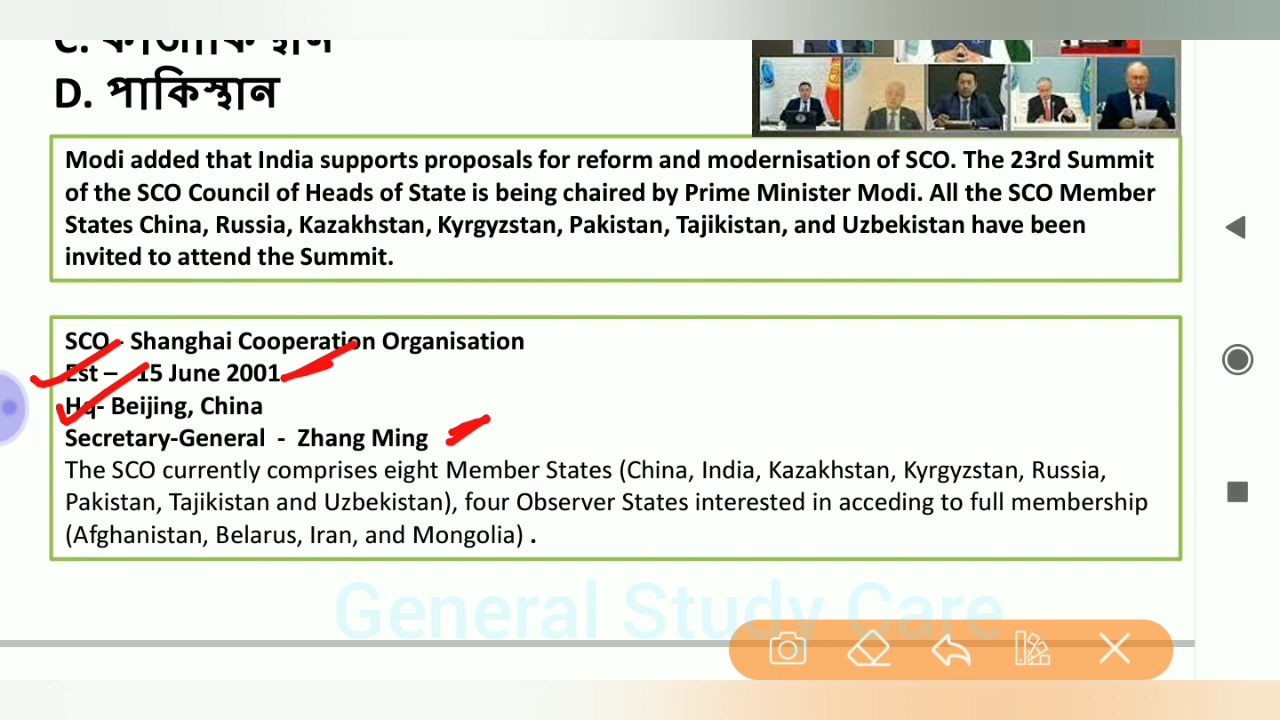 C. কাজাকিস্থান
D. পাকিস্থান
Modi added that India supports proposals for reform and modernisation of SCO. The 23rd Summit
of the SCO Council of Heads of State is being chaired by Prime Minister Modi. All the SCO Member
States China, Russia, Kazakhstan, Kyrgyzstan, Pakistan, Tajikistan, and Uzbekistan have been
invited to attend the Summit.
SCO - Shanghai Cooperation Organisation
Est – 15 June 2001
Hq- Beijing, China
Secretary-General - Zhang Ming
The SCO currently comprises eight Member States (China, India, Kazakhstan, Kyrgyzstan, Russia,
Pakistan, Tajikistan and Uzbekistan), four Observer States interested in acceding to full membership
(Afghanistan, Belarus, Iran, and Mongolia) .
General Study Care